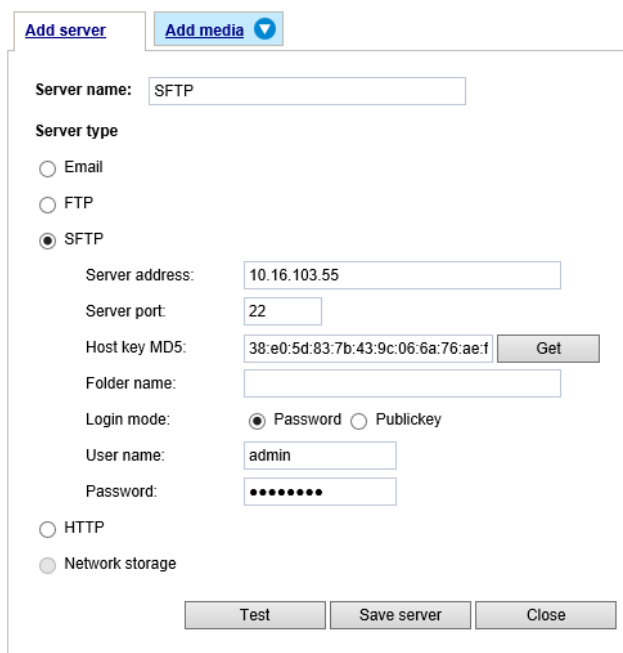 Add server Add media
Server name: SFTP
Server type
Email
FTP
SFTP
Server address: 10.16.103.55
Server port: 22
Host key MD5: 38:e0:5d:83:7b:43:9c:06:6a:76:ae:f Get
Folder name:
Login mode: Password Publickey
User name: admin
Password: ●●●●●●●●
HTTP
Network storage
Test Save server Close